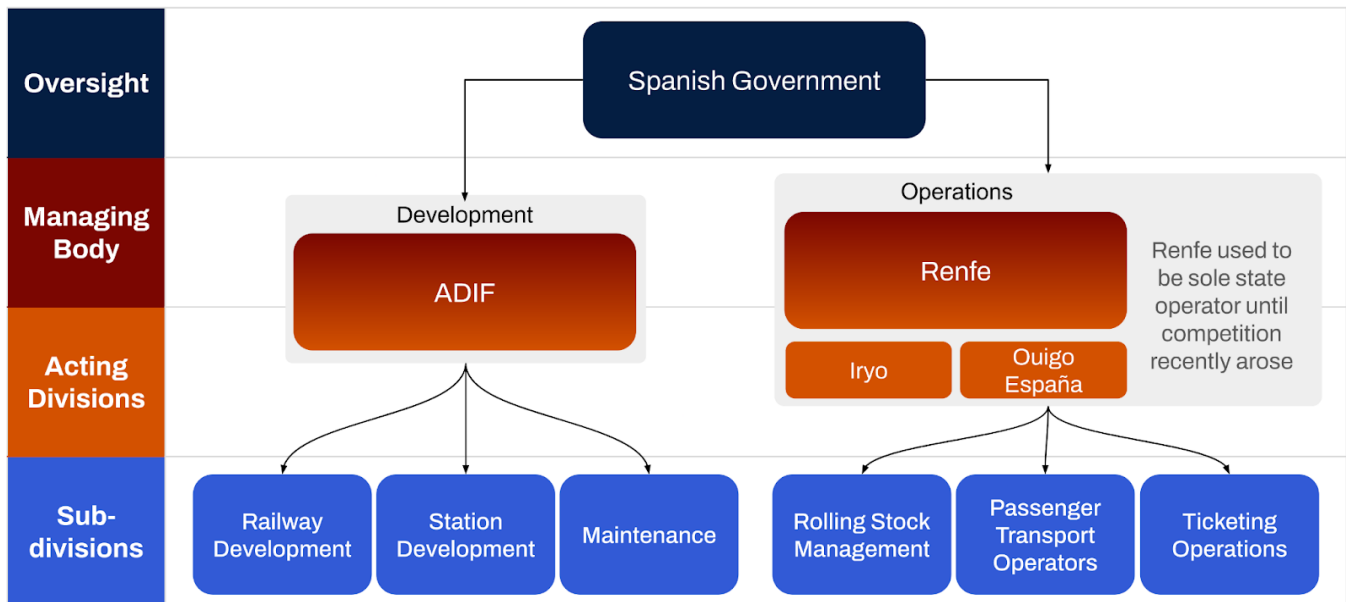 Oversight
Spanish Government
Managing
Body
Development
ADIF
Operations
Renfe
Renfe used to
be sole state
operator until
competition
recently arose
Acting
Divisions
Iryo
Ouigo
España
Sub-
divisions
Railway
Development
Station
Development
Maintenance
Rolling Stock
Management
Passenger
Transport
Operators
Ticketing
Operations